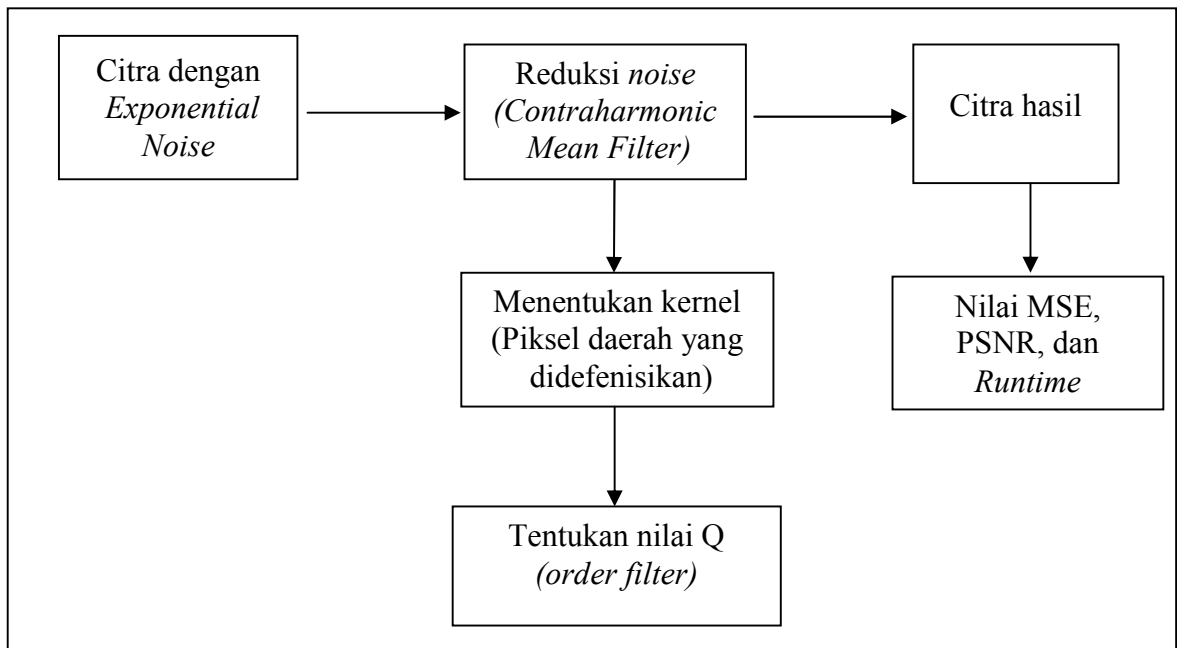 Citra dengan
Exponential
Noise
Reduksi noise
(Contraharmonic
Mean Filter)
Citra hasil
Menentukan kernel
(Piksel daerah yang
didefenisikan)
Nilai MSE,
PSNR, dan
Runtime
Tentukan nilai Q
(order filter)